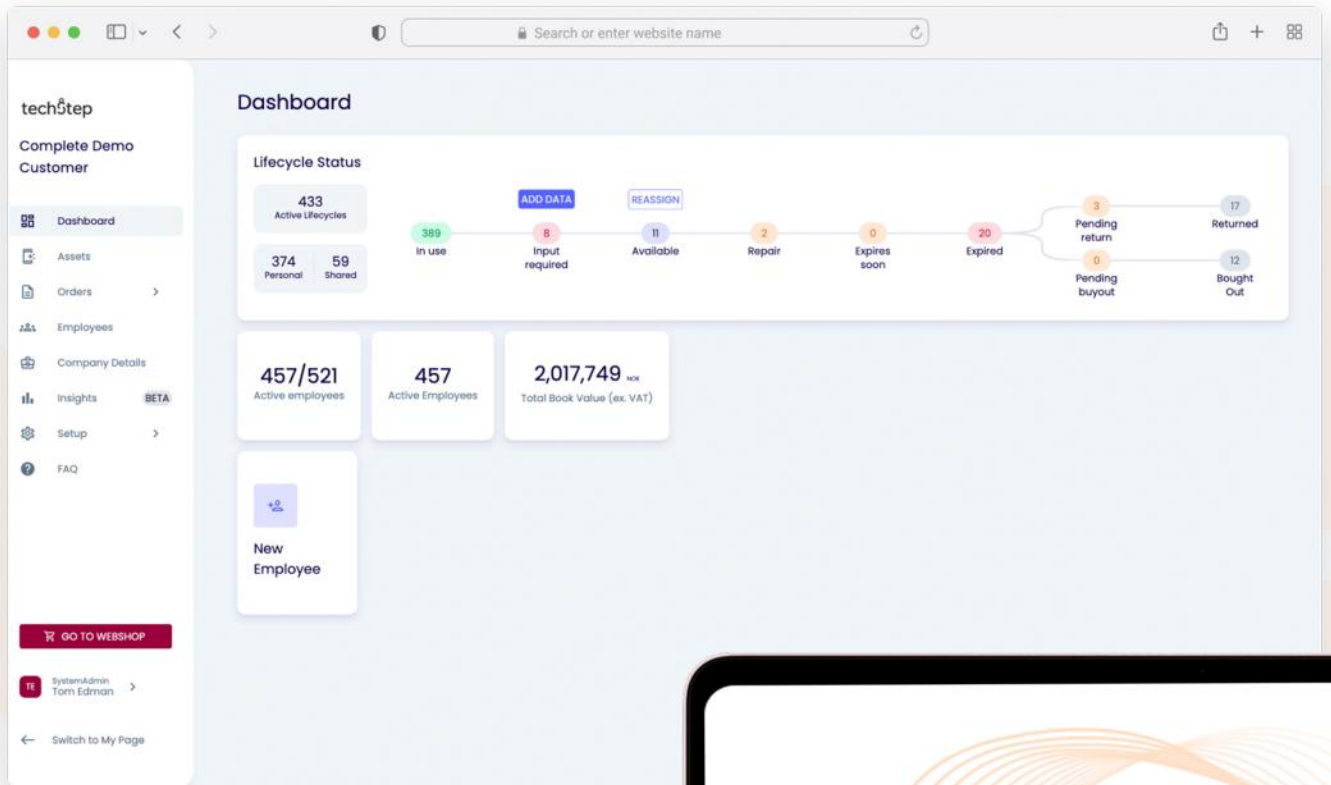 Search or enter website name
techstep
Complete Demo
Customer
Dashboard
Assets
Orders
Employees
Company Details
Insights BETA
Setup
FAQ
GO TO WEBSHOP
TE
SystemAdmin
Tom Edman
Switch to My Page
Dashboard
Lifecycle Status
433
Active Lifecycles
374
Personal
59
Shared
389
In use
ADD DATA
8
Input
required
REASSIGN
11
Available
2
Repair
0
Expires
soon
20
Expired
3
Pending
return
0
Pending
buyout
17
Returned
12
Bought
Out
457/521
Active employees
457
Active Employees
2,017,749 NOK
Total Book Value (ex. VAT)
New
Employee